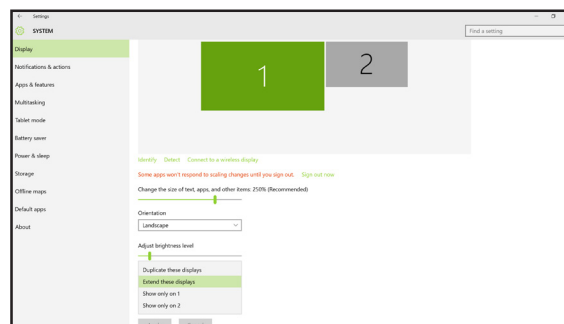 Settings
SYSTEM
Find a setting
Display
Notifications & actions
Apps & features
Multitasking
Tablet mode
Battery saver
Power & sleep
Storage
Offline maps
Default apps
About
1
2
Identify Detect Connect to a wireless display
Some apps won't respond to scaling changes until you sign out. Sign out now
Change the size of text, apps, and other items: 250% (Recommended)
Orientation
Landscape
Adjust brightness level
Duplicate these displays
Extend these displays
Show only on 1
Show only on 2